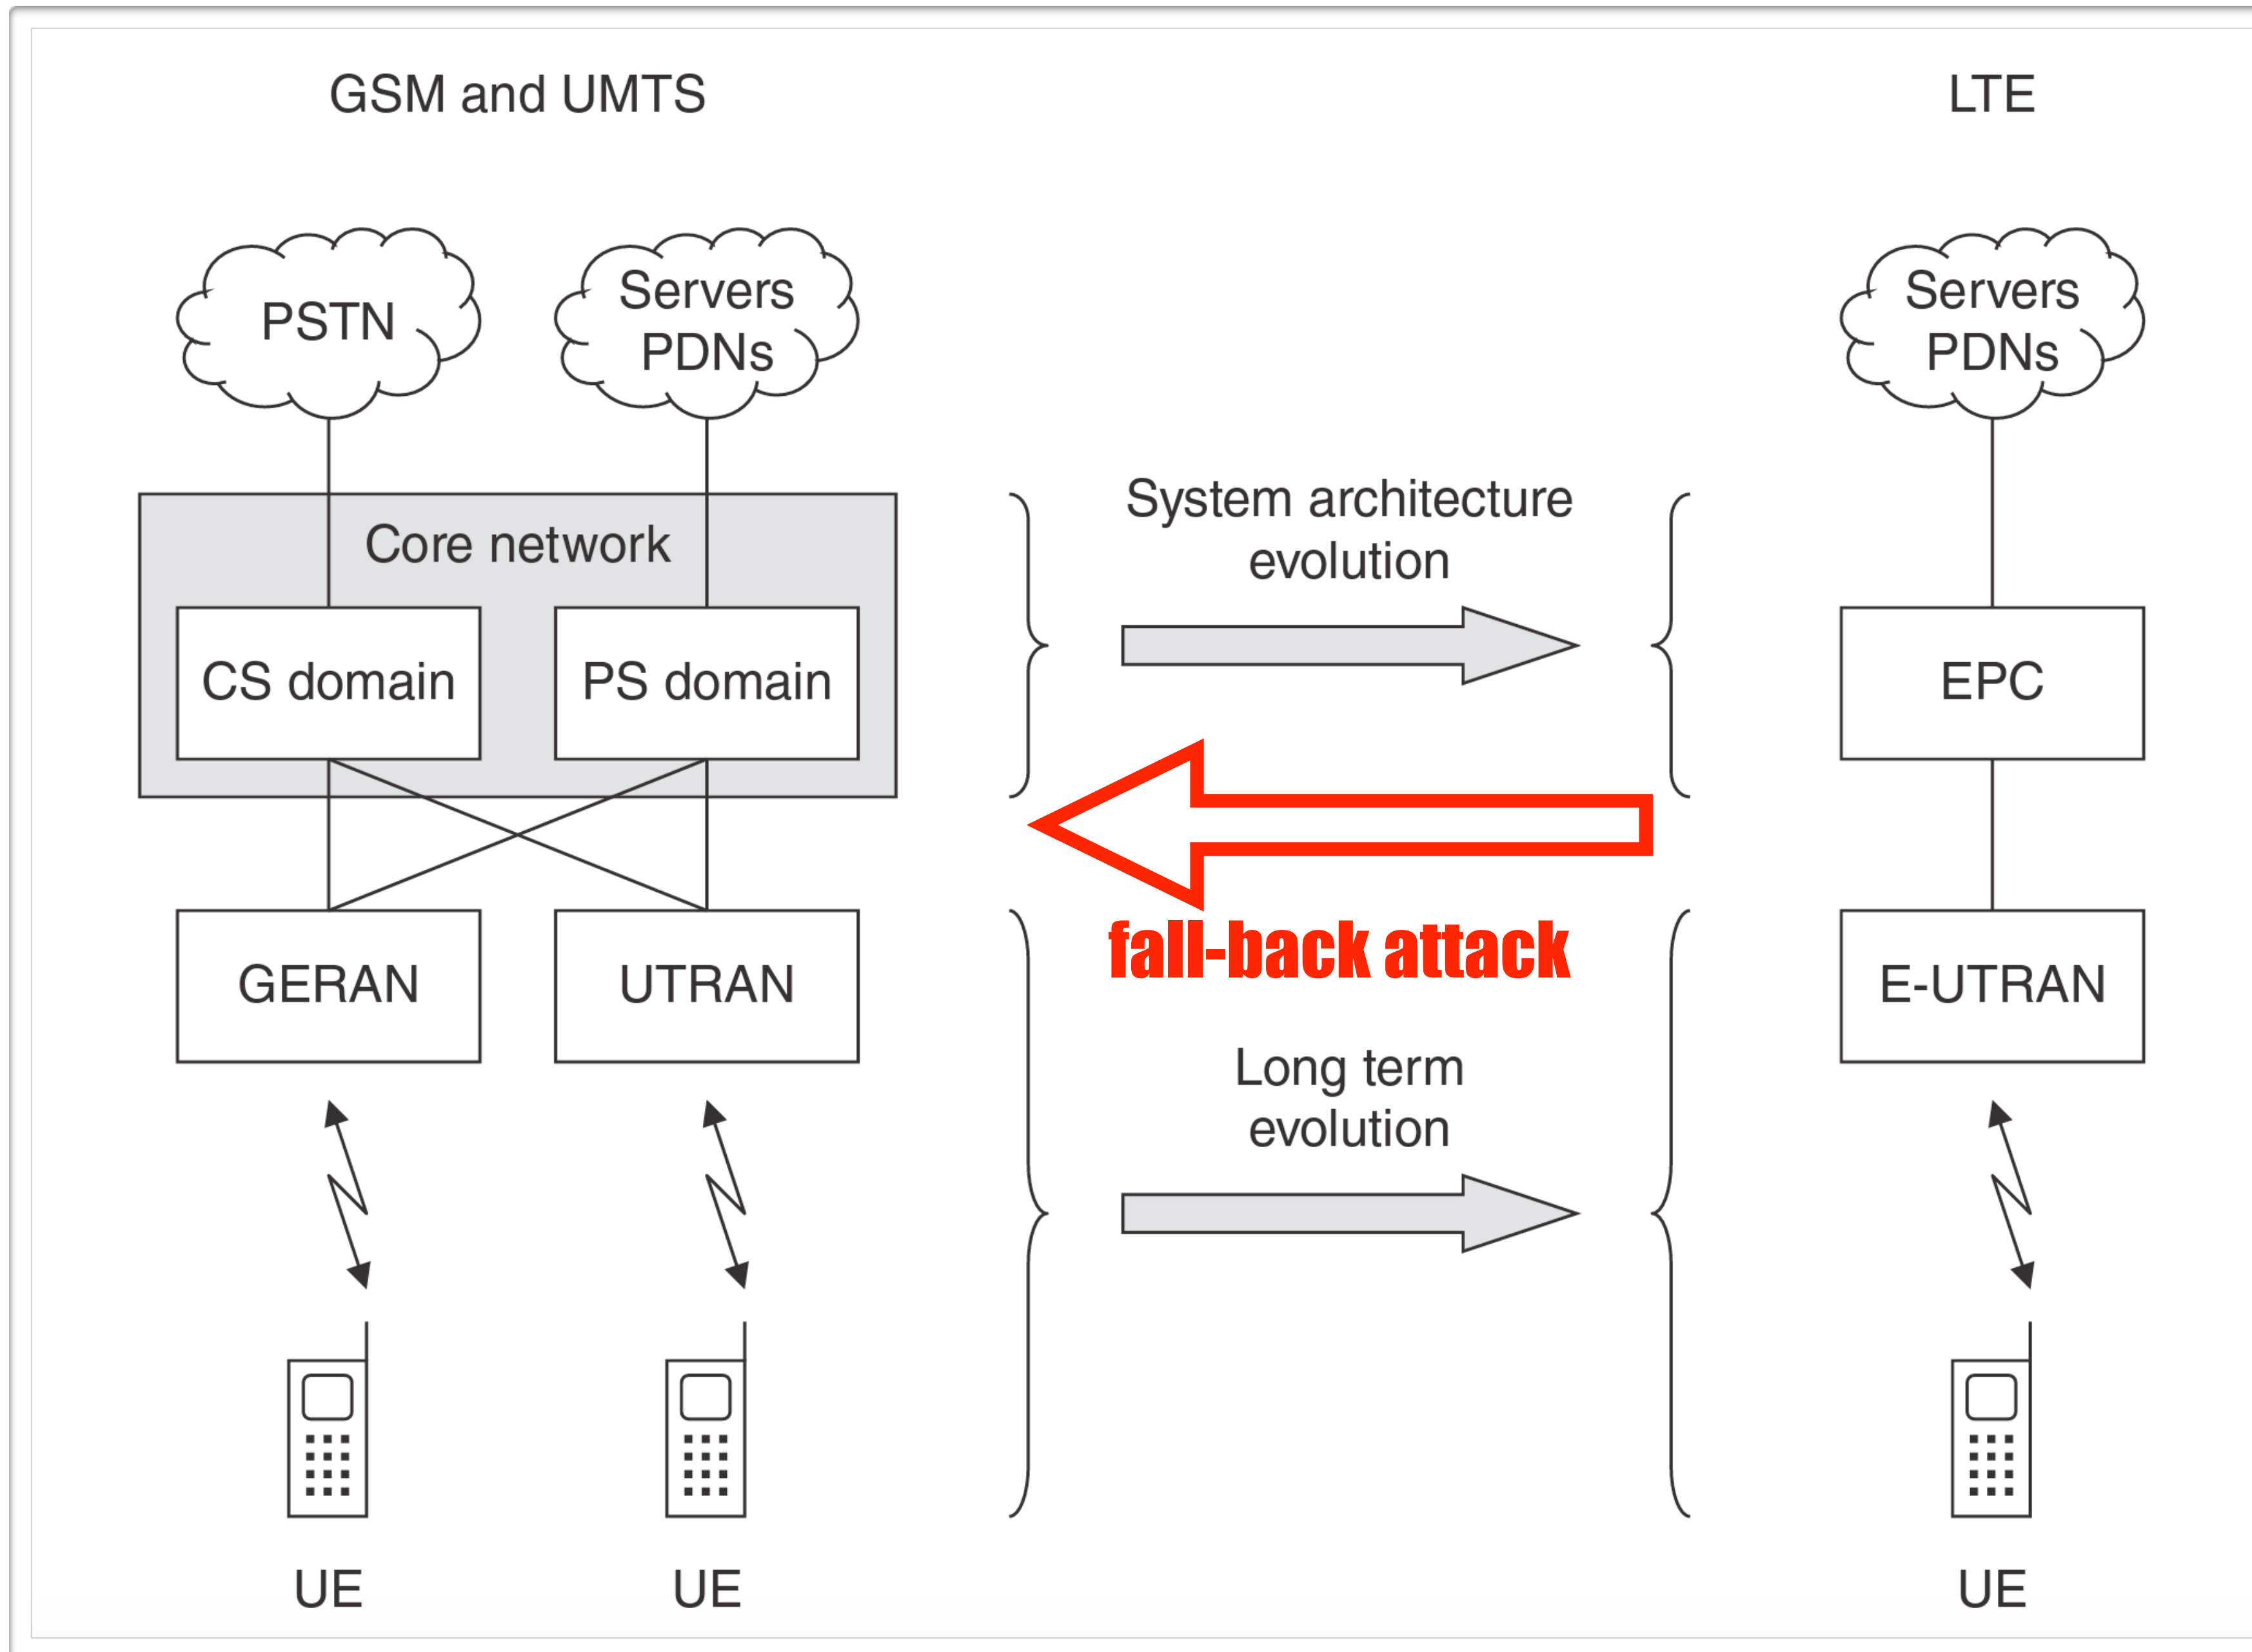 GSM and UMTS
LTE
PSTN
Servers
PDNs
Servers
PDNs
Core network
System architecture
evolution
CS domain
PS domain
EPC
fall-back attack
GERAN
UTRAN
E-UTRAN
Long term
evolution
UE
UE
UE